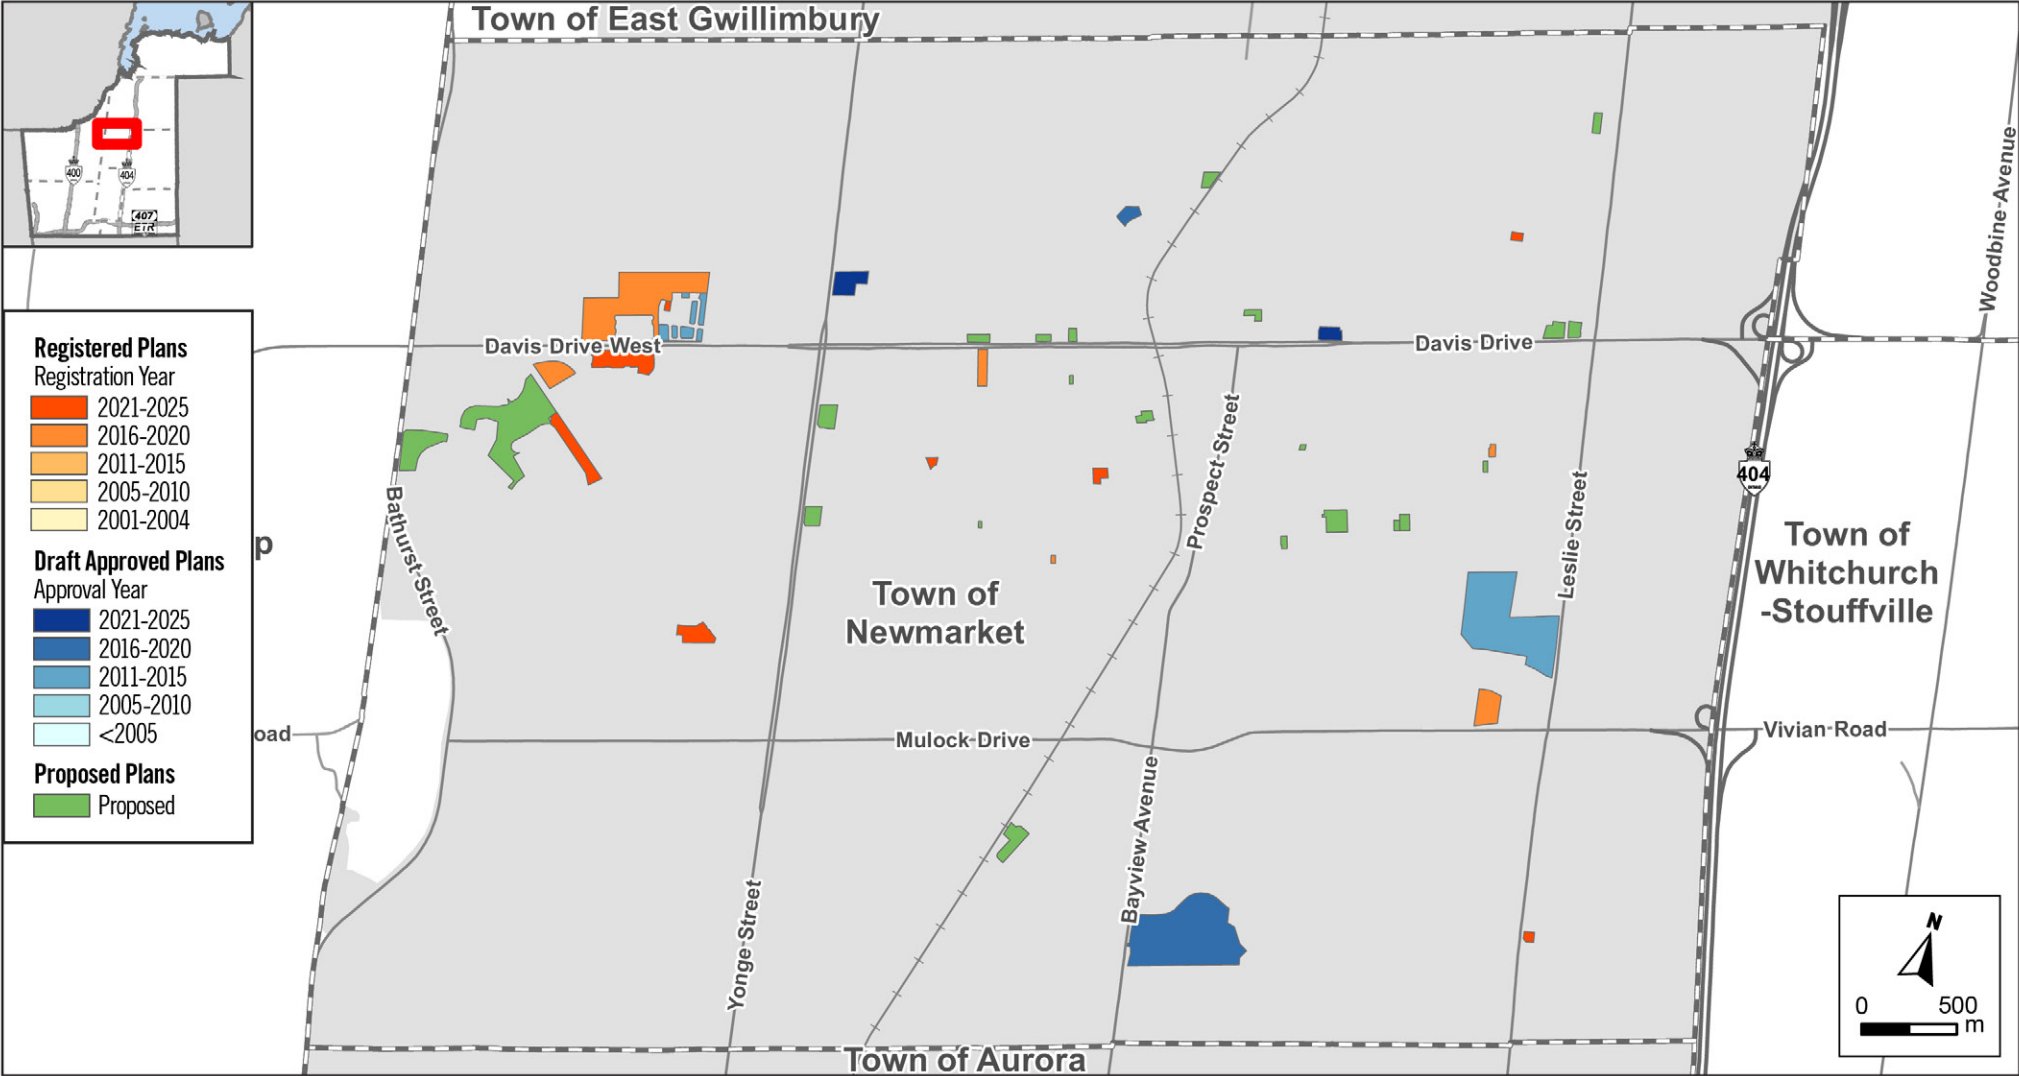 Town of East Gwillimbury
400
404
407
ETR
Woodbine Avenue
Registered Plans
Registration Year
2021-2025
2016-2020
2011-2015
2005-2010
2001-2004
Draft Approved Plans
Approval Year
2021-2025
2016-2020
2011-2015
2005-2010
<2005
Proposed Plans
Proposed
Davis Drive West
Davis Drive
Bathurst Street
Prospect Street
Leslie Street
404
p
Town of
Newmarket
Town of
Whitchurch
-Stouffville
oad
Mulock Drive
Vivian Road
Yonge Street
Bayview Avenue
N
0 500
m
Town of Aurora